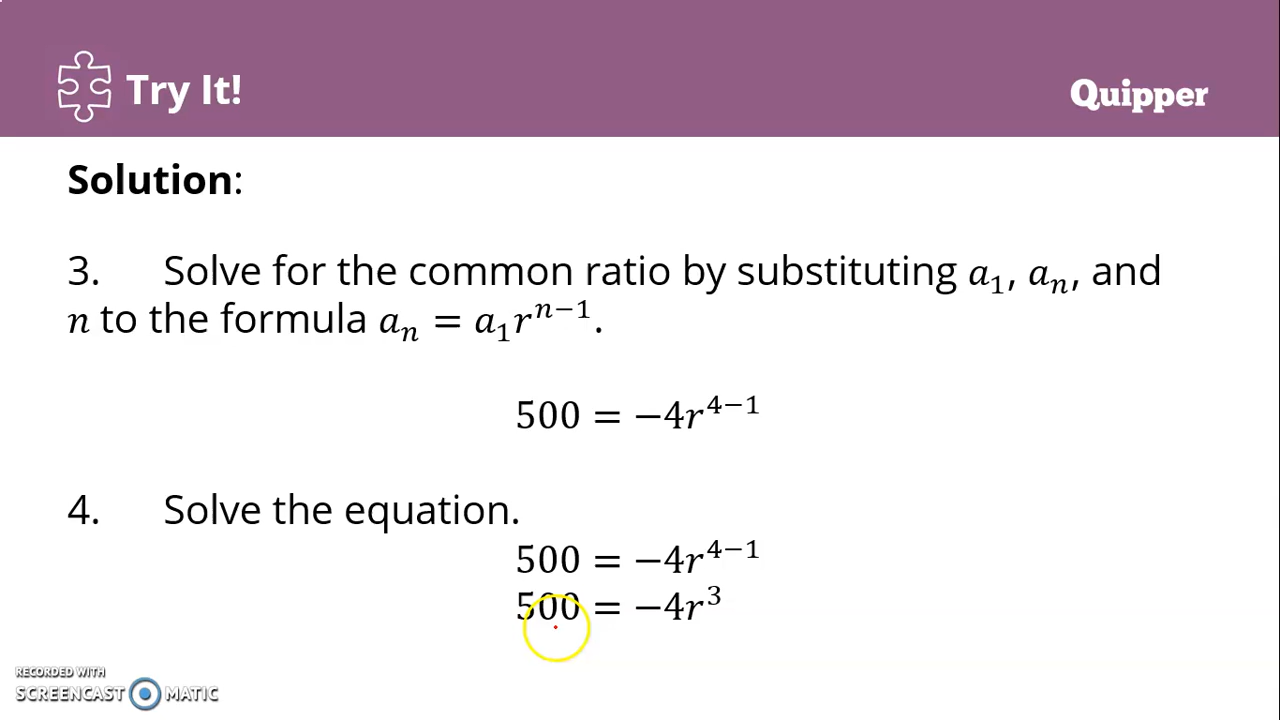 Try It!
Quipper
Solution:
3. Solve for the common ratio by substituting a₁, aₙ, and
n to the formula aₙ = a₁rⁿ⁻¹.
500 = −4r⁴⁻¹
4. Solve the equation.
500 = −4r⁴⁻¹
500 = −4r³
RECORDED WITH
SCREENCAST MATIC